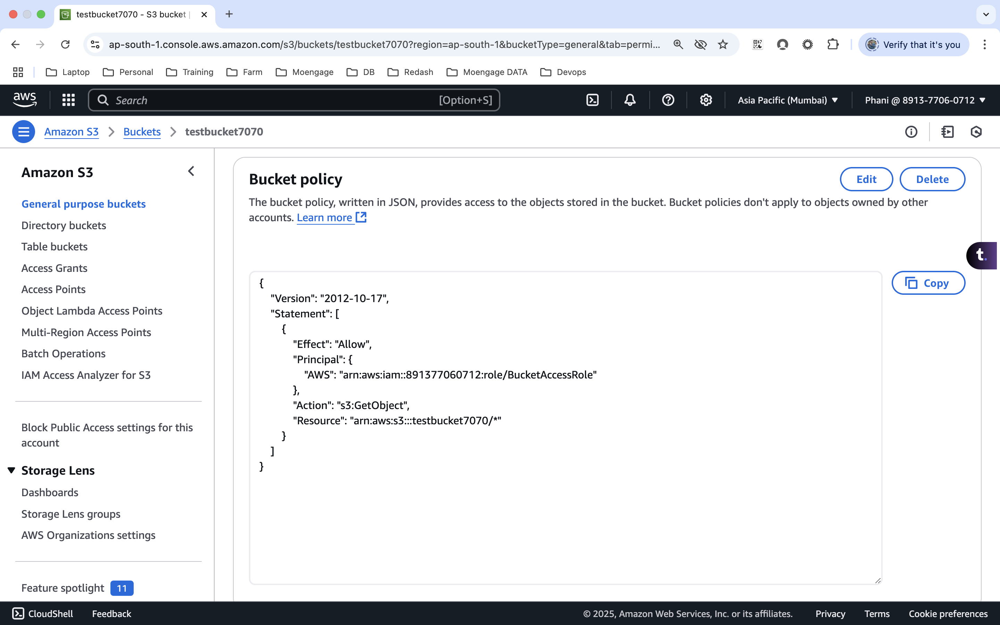 testbucket7070 - S3 bucket
ap-south-1.console.aws.amazon.com/s3/buckets/testbucket7070?region=ap-south-1&bucketType=general&tab=permi...
Verify that it's you
Laptop
Personal
Training
Farm
Moengage
DB
Redash
Moengage DATA
Devops
aws
Search
[Option+S]
Asia Pacific (Mumbai)
Phani @ 8913-7706-0712
Amazon S3
Buckets
testbucket7070
Amazon S3
General purpose buckets
Directory buckets
Table buckets
Access Grants
Access Points
Object Lambda Access Points
Multi-Region Access Points
Batch Operations
IAM Access Analyzer for S3
Block Public Access settings for this
account
Storage Lens
Dashboards
Storage Lens groups
AWS Organizations settings
Feature spotlight 11
Bucket policy
Edit
Delete
The bucket policy, written in JSON, provides access to the objects stored in the bucket. Bucket policies don't apply to objects owned by other
accounts. Learn more
t.
Copy
{
"Version": "2012-10-17",
"Statement": [
{
"Effect": "Allow",
"Principal": {
"AWS": "arn:aws:iam::891377060712:role/BucketAccessRole"
},
"Action": "s3:GetObject",
"Resource": "arn:aws:s3:::testbucket7070/*"
}
]
}
CloudShell
Feedback
© 2025, Amazon Web Services, Inc. or its affiliates.
Privacy
Terms
Cookie preferences